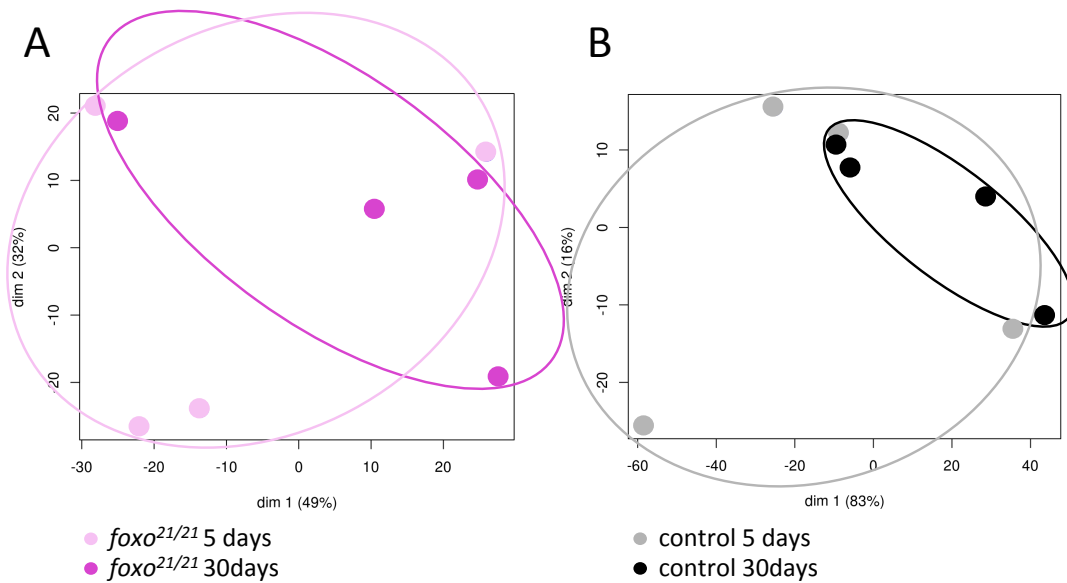 A
B
20
10
0
-10
-20
dim 2 (32%)
-30
-20
-10
0
10
20
dim 1 (49%)
10
0
-10
-20
dim 2 (16%)
-60
-40
-20
0
20
40
dim 1 (83%)
foxo21/21 5 days
foxo21/21 30days
control 5 days
control 30days